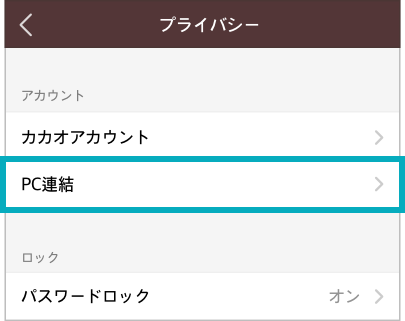 プライバシー
アカウント
カカオアカウント
PC連結
ロック
パスワードロック オン